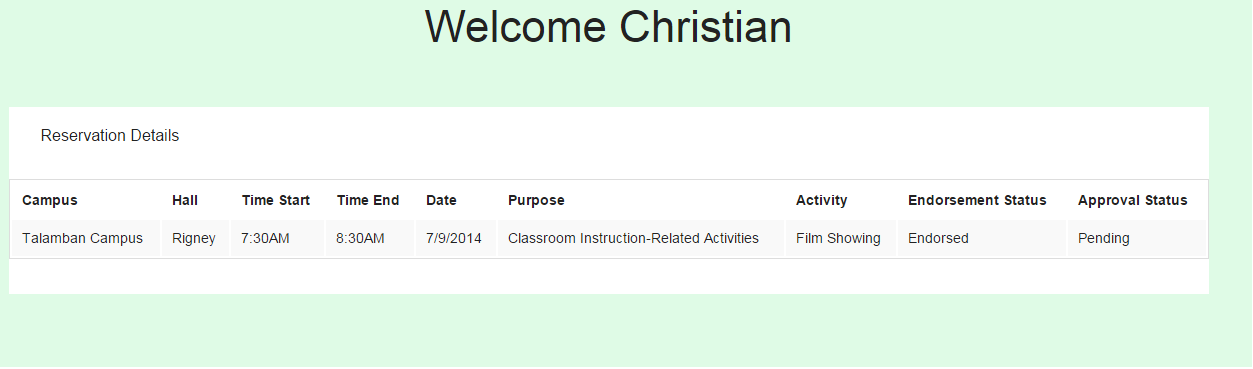 Welcome Christian
Reservation Details
Campus Hall Time Start Time End Date Purpose Activity Endorsement Status Approval Status
Talamban Campus Rigney 7:30AM 8:30AM 7/9/2014 Classroom Instruction-Related Activities Film Showing Endorsed Pending